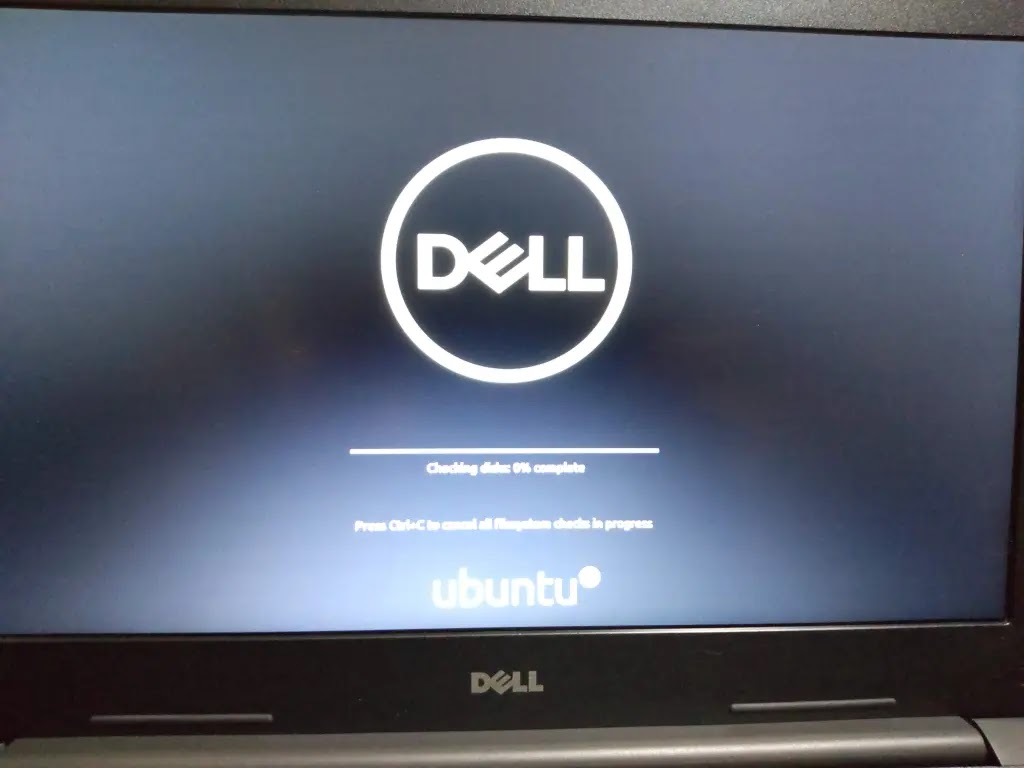 DELL
Checking disks: 0% complete
Press Ctrl+C to cancel all filesystem checks in progress
ubuntu
DELL